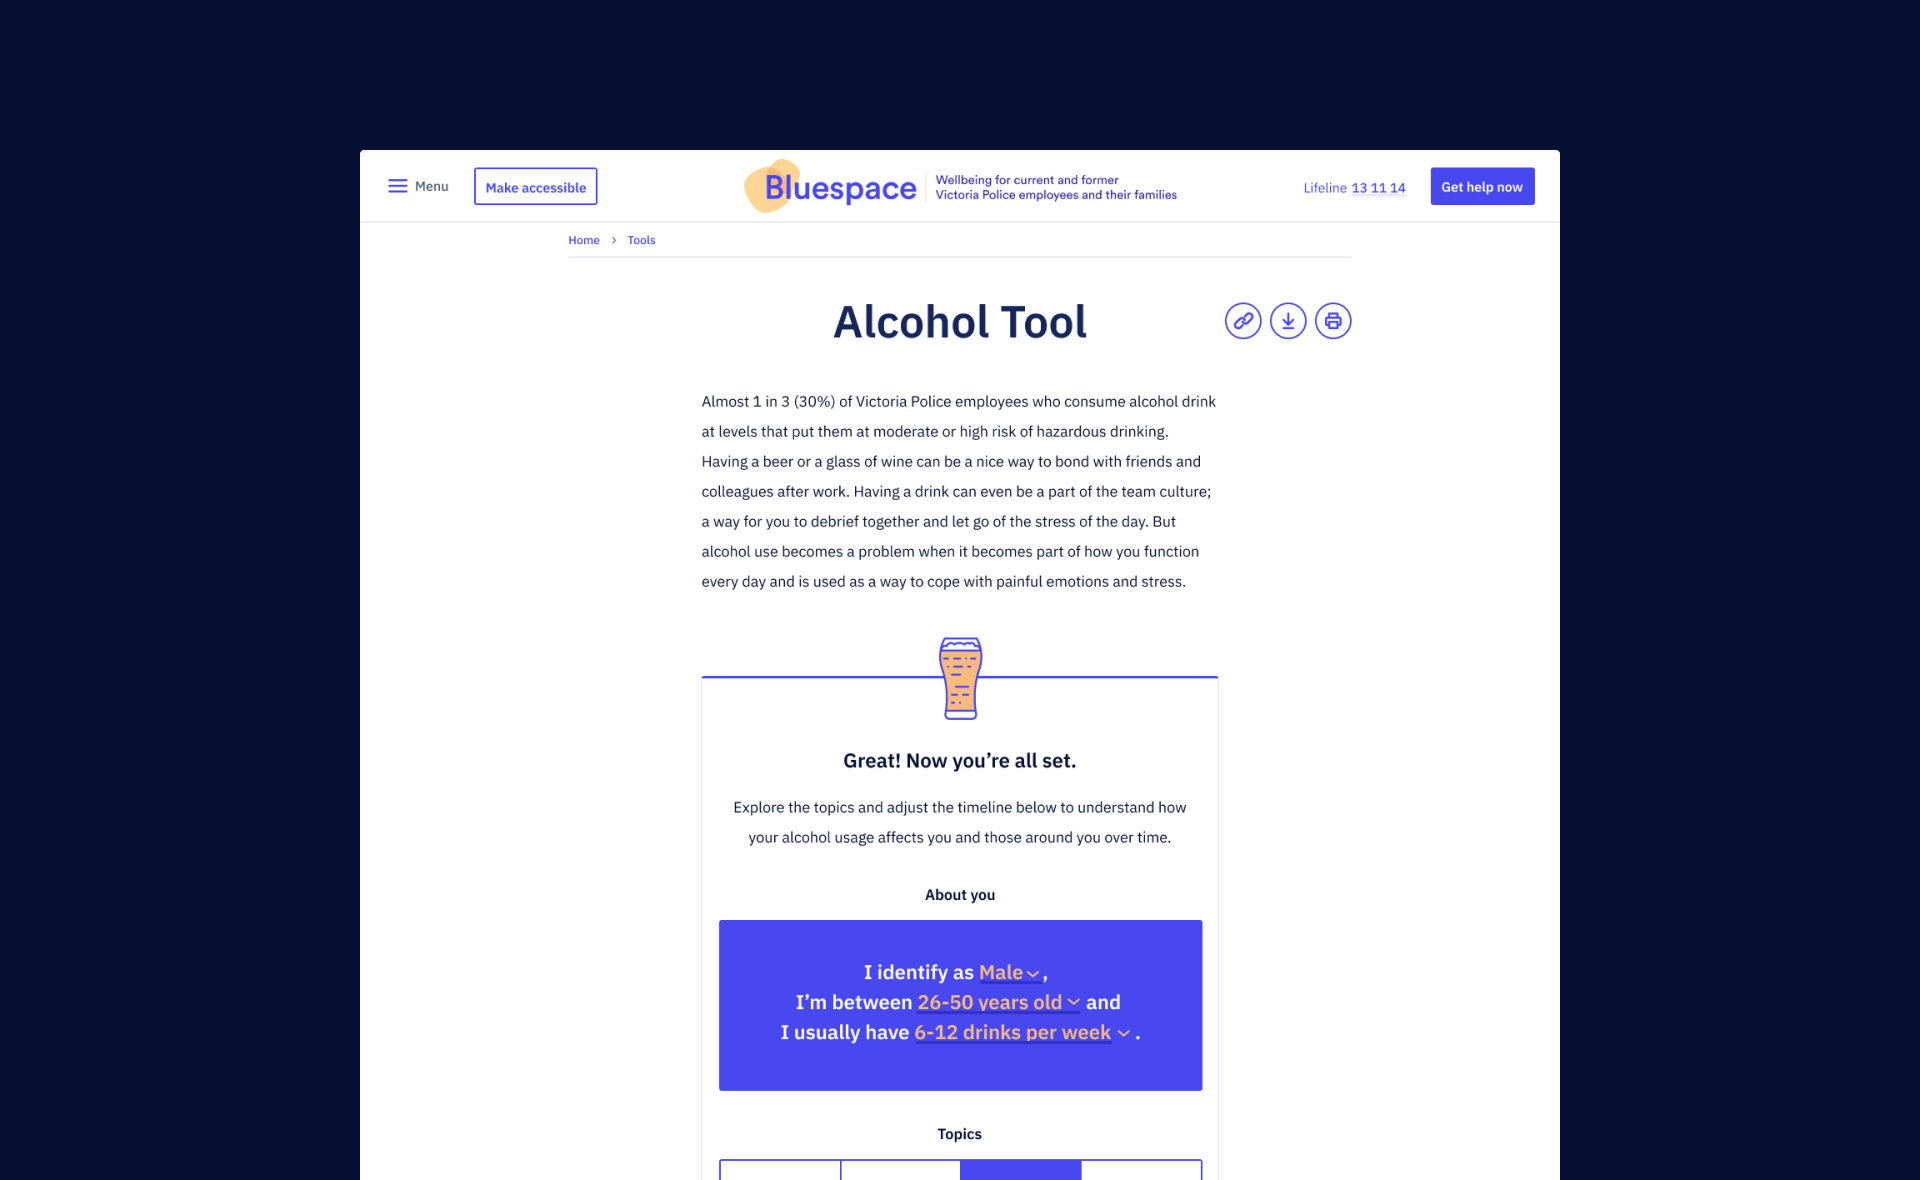 Menu
Make accessible
Bluespace
Wellbeing for current and former
Victoria Police employees and their families
Lifeline 13 11 14
Get help now
Home › Tools
Alcohol Tool
Almost 1 in 3 (30%) of Victoria Police employees who consume alcohol drink
at levels that put them at moderate or high risk of hazardous drinking.
Having a beer or a glass of wine can be a nice way to bond with friends and
colleagues after work. Having a drink can even be a part of the team culture;
a way for you to debrief together and let go of the stress of the day. But
alcohol use becomes a problem when it becomes part of how you function
every day and is used as a way to cope with painful emotions and stress.
Great! Now you’re all set.
Explore the topics and adjust the timeline below to understand how
your alcohol usage affects you and those around you over time.
About you
I identify as Male,
I’m between 26-50 years old and
I usually have 6-12 drinks per week .
Topics